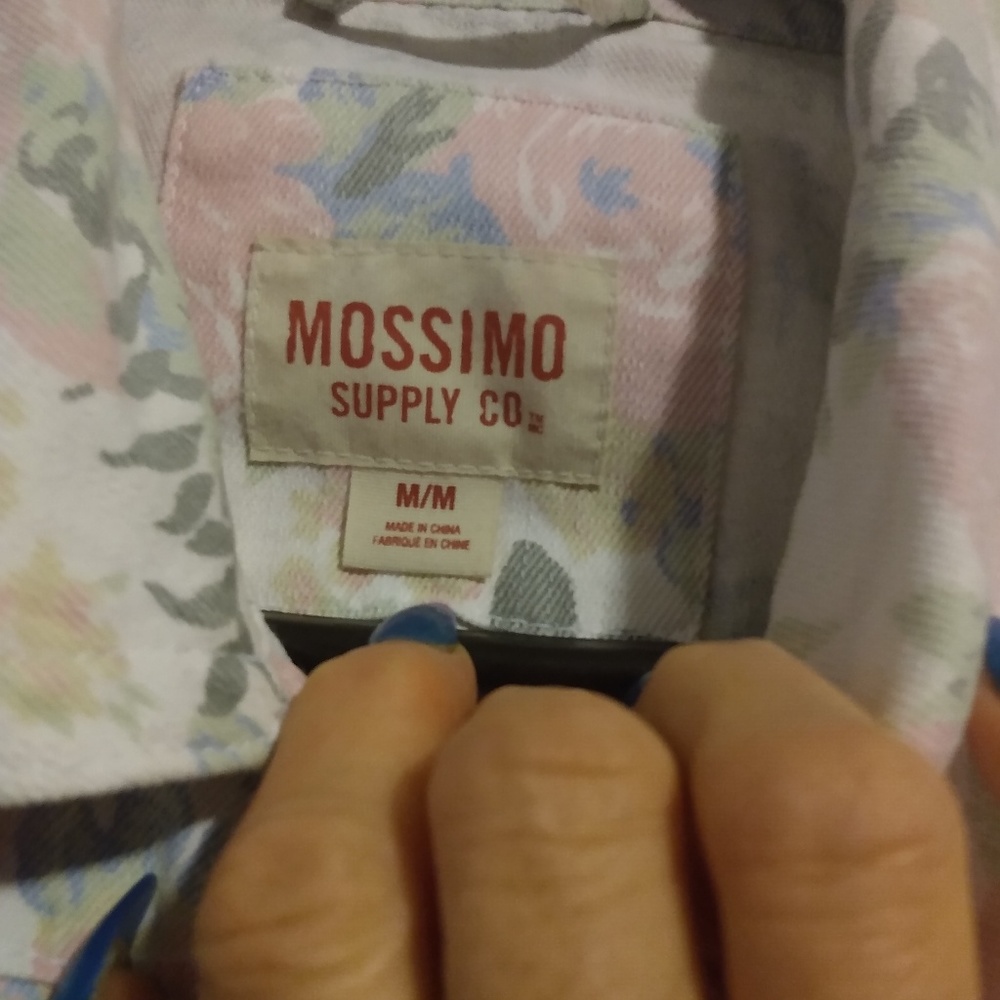 MOSSIMO
SUPPLY CO.
M/M
MADE IN CHINA
FABRIQUÉ EN CHINE